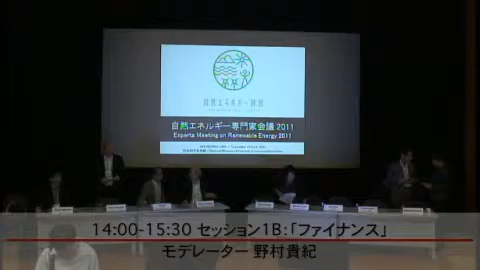 自然エネルギー専門家会議 2011
Experts Meeting on Renewable Energy 2011
14:00-15:30 セッション1B:「ファイナンス」
モデレーター 野村貴紀